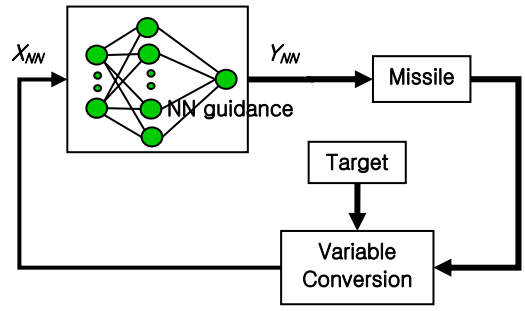 X_NN
Y_NN
Missile
NN guidance
Target
Variable
Conversion